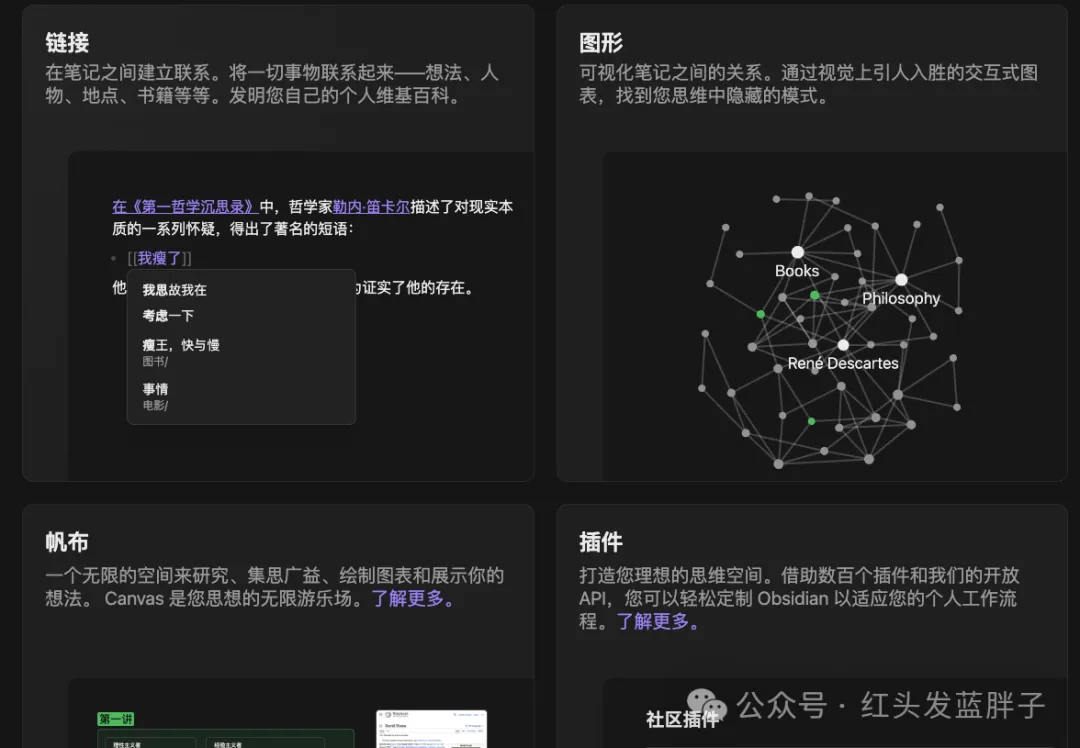 链接
在笔记之间建立联系。将一切事物联系起来——想法、人
物、地点、书籍等等。发明您自己的个人维基百科。
在《第一哲学沉思录》中，哲学家勒内·笛卡尔描述了对现实本
质的一系列怀疑，得出了著名的短语：
[[我瘦了]]
他
为证实了他的存在。
我思故我在
考虑一下
瘦王，快与慢
图书/
事情
电影/
图形
可视化笔记之间的关系。通过视觉上引人入胜的交互式图
表，找到您思维中隐藏的模式。
Books
Philosophy
René Descartes
帆布
一个无限的空间来研究、集思广益、绘制图表和展示你的
想法。 Canvas 是您思想的无限游乐场。了解更多。
第一讲
理性主义者
经验主义者
插件
打造您理想的思维空间。借助数百个插件和我们的开放
API，您可以轻松定制 Obsidian 以适应您的个人工作流
程。了解更多。
社区插件
公众号 · 红头发蓝胖子